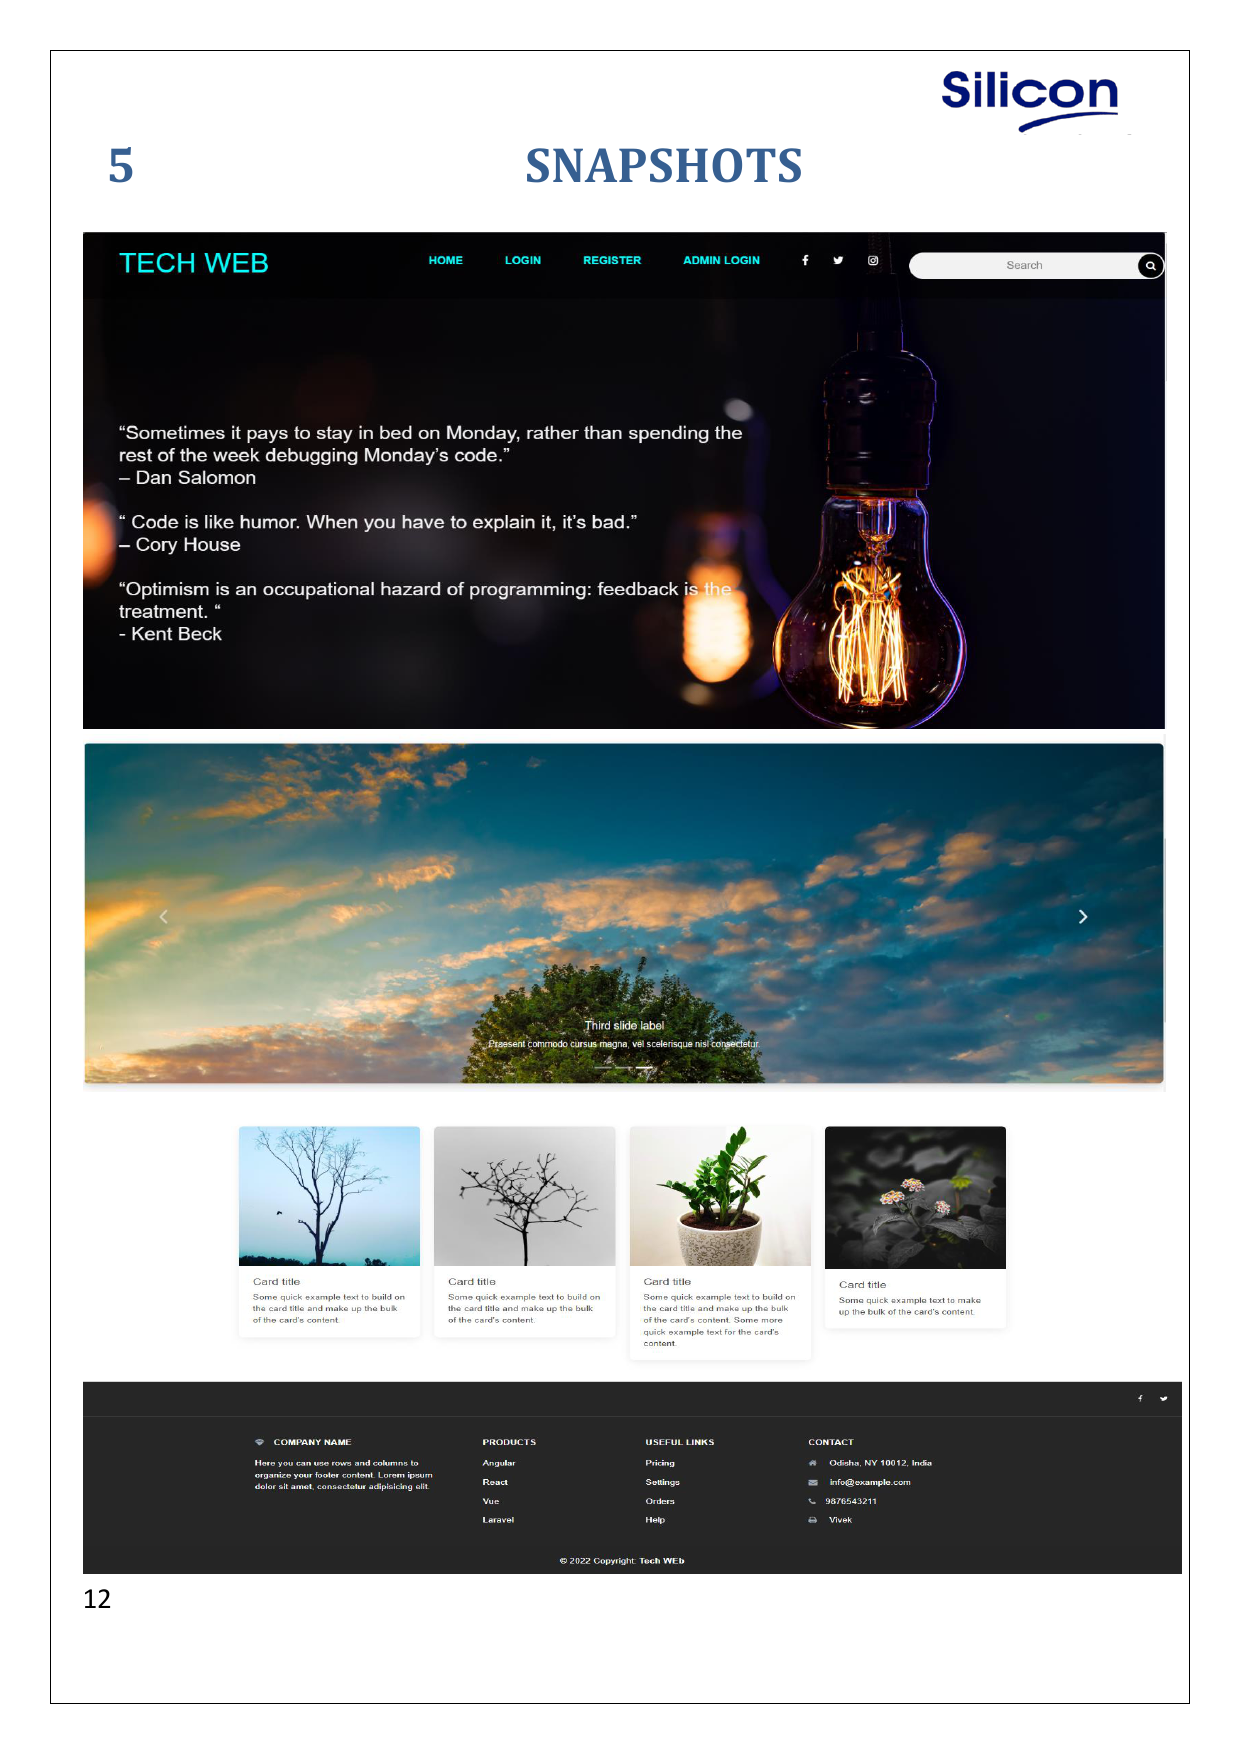 Silicon
5 SNAPSHOTS
TECH WEB HOME LOGIN REGISTER ADMIN LOGIN Search
“Sometimes it pays to stay in bed on Monday, rather than spending the
rest of the week debugging Monday’s code.”
– Dan Salomon
“ Code is like humor. When you have to explain it, it’s bad.”
– Cory House
“Optimism is an occupational hazard of programming: feedback is the
treatment. “
- Kent Beck
Third slide label
Praesent commodo cursus magna, vel scelerisque nisl consectetur.
Card title
Some quick example text to build on
the card title and make up the bulk
of the card's content.
Card title
Some quick example text to build on
the card title and make up the bulk
of the card's content.
Card title
Some quick example text to build on
the card title and make up the bulk
of the card's content. Some more
quick example text for the card's
content.
Card title
Some quick example text to make
up the bulk of the card's content.
COMPANY NAME
Here you can use rows and columns to
organize your footer content. Lorem ipsum
dolor sit amet, consectetur adipisicing elit.
PRODUCTS
Angular
React
Vue
Laravel
USEFUL LINKS
Pricing
Settings
Orders
Help
CONTACT
Odisha, NY 10012, India
info@example.com
9876543211
Vivek
© 2022 Copyright: Tech WEb
12